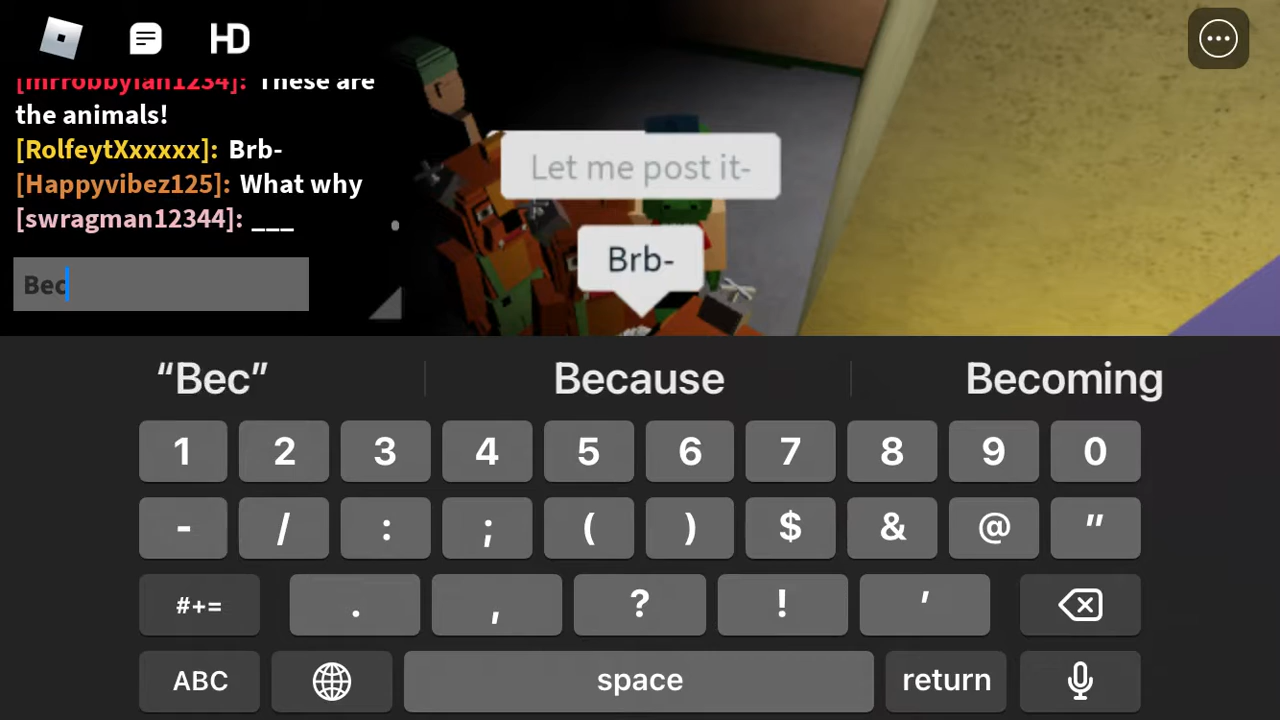 HD
[mrrobbyian1234]: These are
the animals!
[RolfeytXxxxxx]: Brb-
[Happyvibez125]: What why
[swragman12344]: ___
Bec
Let me post it-
Brb-
“Bec” Because Becoming
1 2 3 4 5 6 7 8 9 0
- / : ; ( ) $ & @ "
#+= . , ? ! '
ABC space return